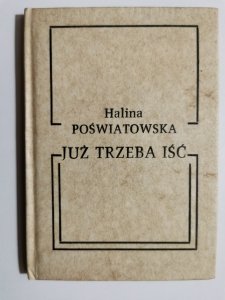 Halina
POŚWIATOWSKA
JUŻ TRZEBA IŚĆ